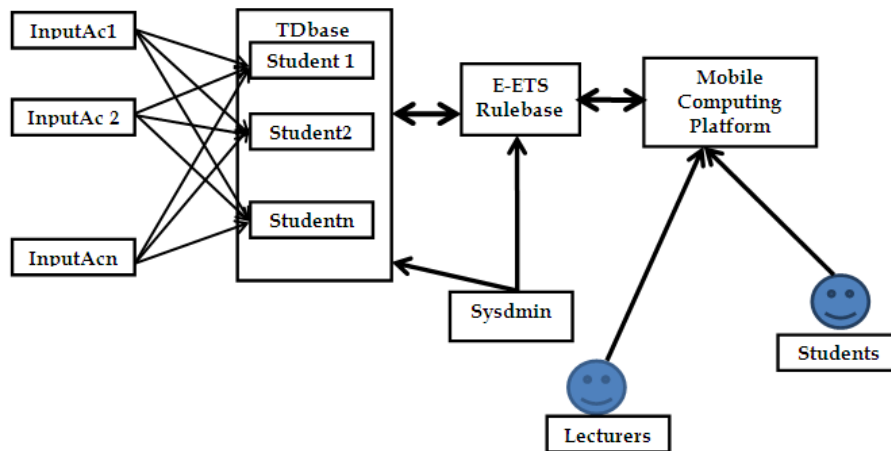 InputAc1
InputAc 2
InputAcn
TDbase
Student 1
Student2
Studentn
E-ETS
Rulebase
Mobile
Computing
Platform
Sysdmin
Students
Lecturers